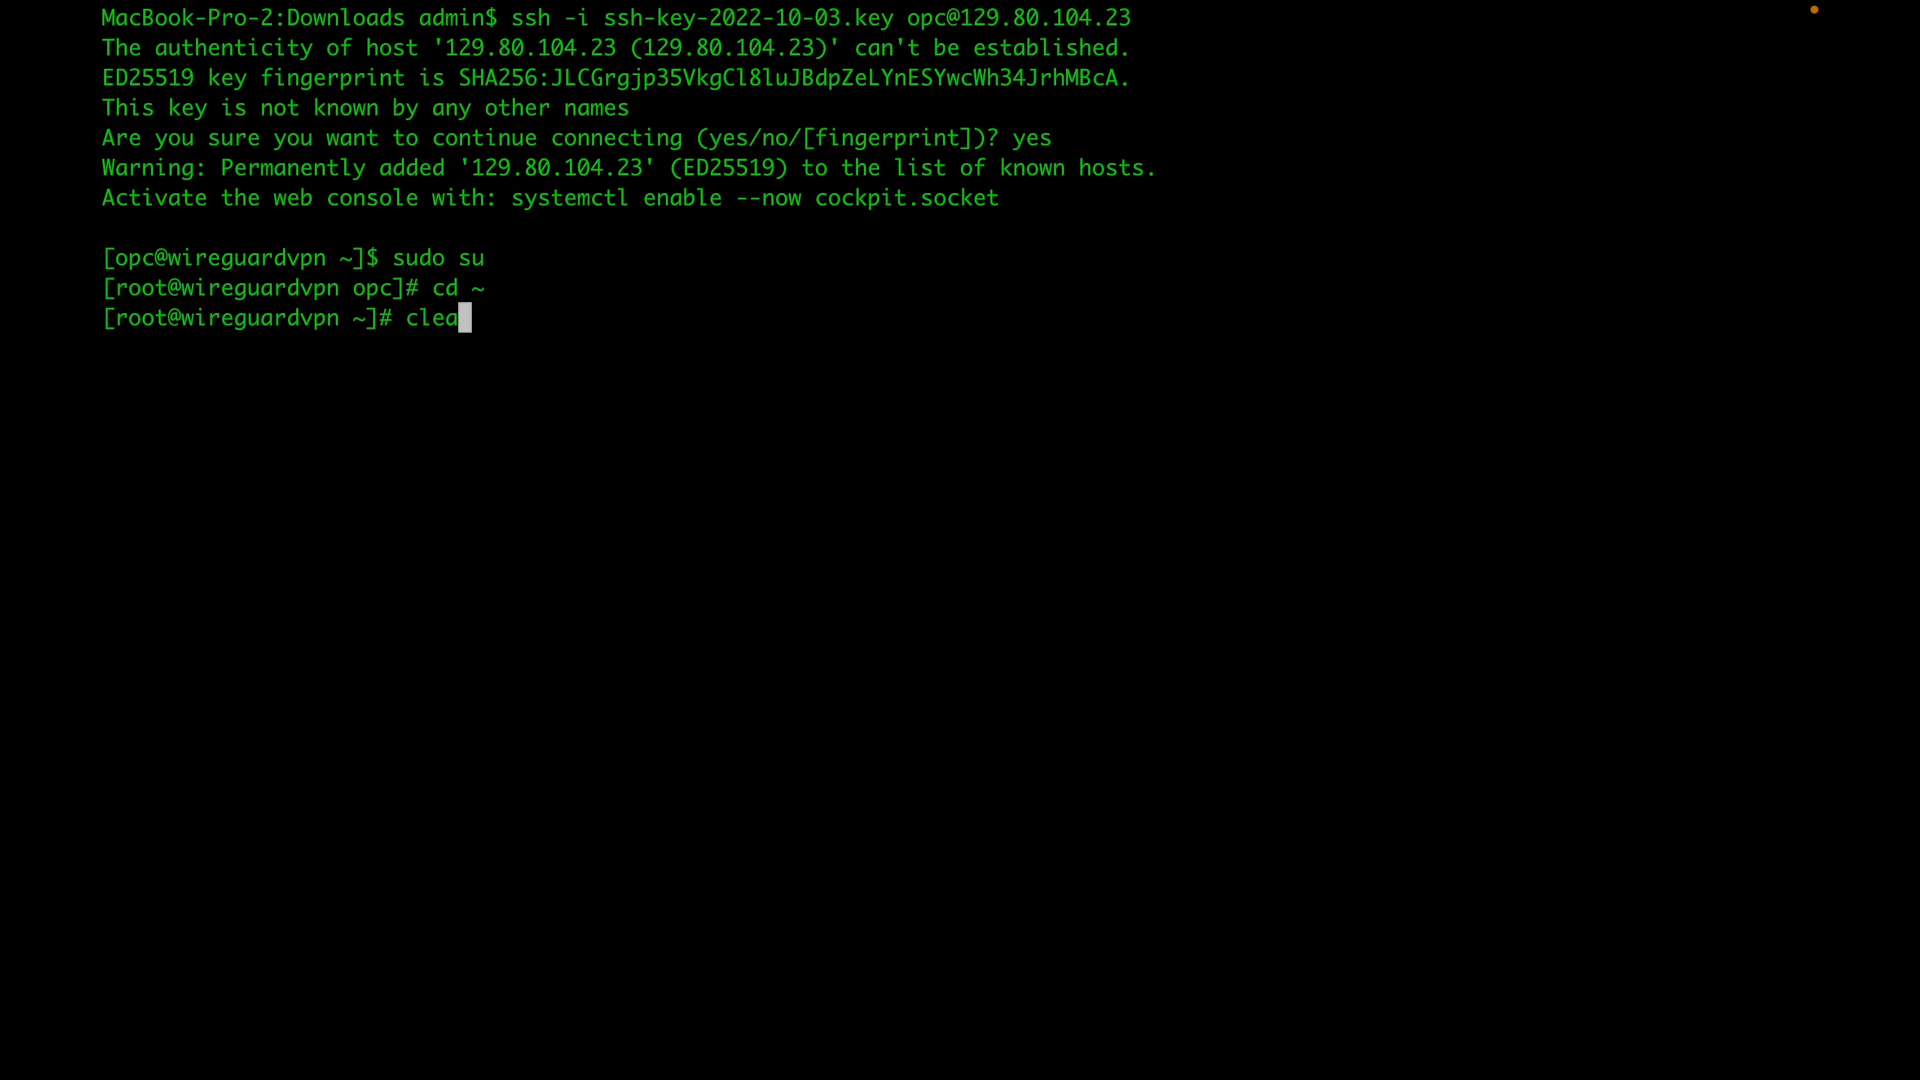 MacBook-Pro-2:Downloads admin$ ssh -i ssh-key-2022-10-03.key opc@129.80.104.23
The authenticity of host '129.80.104.23 (129.80.104.23)' can't be established.
ED25519 key fingerprint is SHA256:JLCGrgjp35VkgCl8luJBdpZeLYnESYwcWh34JrhMBcA.
This key is not known by any other names
Are you sure you want to continue connecting (yes/no/[fingerprint])? yes
Warning: Permanently added '129.80.104.23' (ED25519) to the list of known hosts.
Activate the web console with: systemctl enable --now cockpit.socket
[opc@wireguardvpn ~]$ sudo su
[root@wireguardvpn opc]# cd ~
[root@wireguardvpn ~]# clea